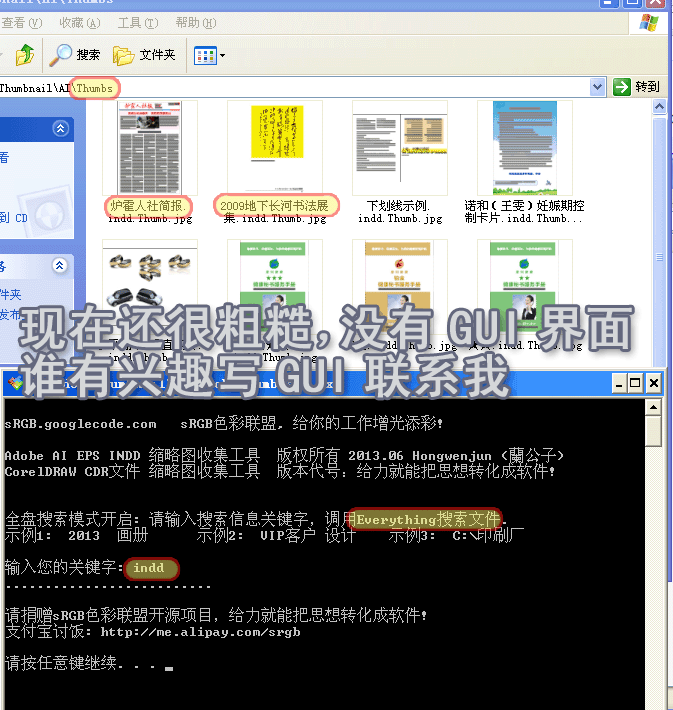 查看(V) 收藏(A) 工具(T) 帮助(H)
搜索 文件夹
Thumbnail\AI\Thumbs 转到
炉霍人社简报.indd.Thumb.jpg
2009地下长河书法展集.indd.Thumb.jpg
下划线示例.indd.Thumb.jpg
诺和(王雯)妊娠期控制卡片.indd.Thumb...
看
到 CD
件夹
发布
现在还很粗糙,没有 GUI 界面
谁有兴趣写 GUI 联系我
sRGB.googlecode.com sRGB色彩联盟, 给你的工作增光添彩!
Adobe AI EPS INDD 缩略图收集工具 版权所有 2013.06 Hongwenjun (蘭公子)
CorelDRAW CDR文件 缩略图收集工具 版本代号: 给力就能把思想转化成软件!
全盘搜索模式开启: 请输入搜索信息关键字, 调用Everything搜索文件.
示例1: 2013 画册 示例2: VIP客户 设计 示例3: C:\印刷厂
输入您的关键字: indd
--------------------------
请捐赠sRGB色彩联盟开源项目, 给力就能把思想转化成软件!
支付宝讨饭: http://me.alipay.com/srgb
请按任意键继续. . .